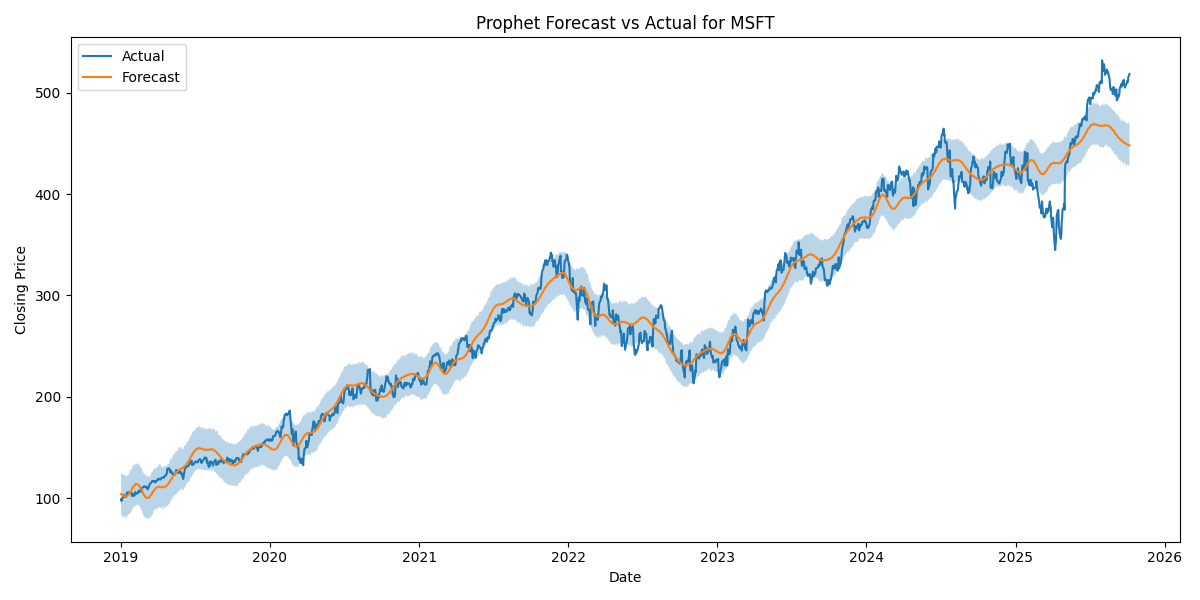 Prophet Forecast vs Actual for MSFT
Actual
Forecast
Closing Price
500
400
300
200
100
2019 2020 2021 2022 2023 2024 2025 2026
Date